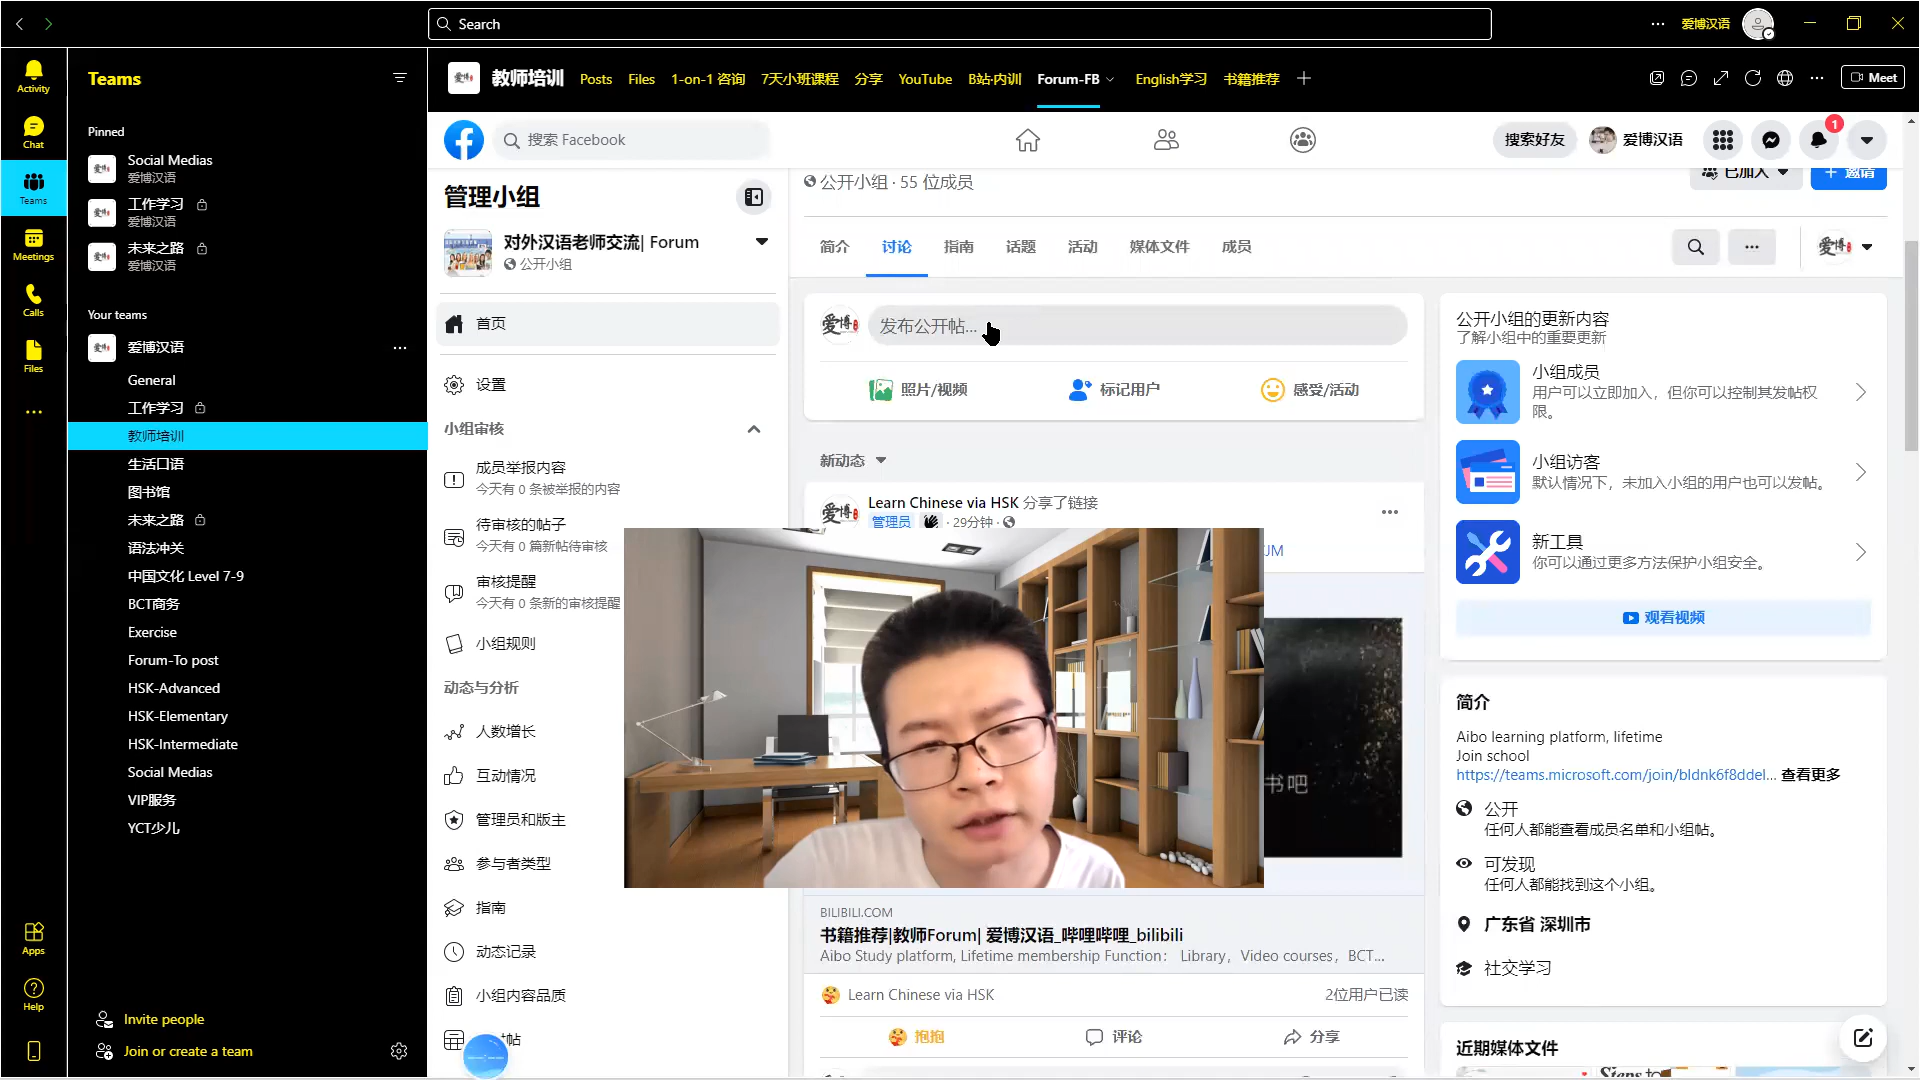 Search
爱博汉语
Activity
Chat
Teams
Meetings
Calls
Files
Apps
Help
Teams
Pinned
Social Medias
爱博汉语
工作学习
爱博汉语
未来之路
爱博汉语
Your teams
爱博汉语
General
工作学习
教师培训
生活口语
图书馆
未来之路
语法冲关
中国文化 Level 7-9
BCT商务
Exercise
Forum-To post
HSK-Advanced
HSK-Elementary
HSK-Intermediate
Social Medias
VIP服务
YCT少儿
Invite people
Join or create a team
教师培训 Posts Files 1-on-1 咨询 7天小班课程 分享 YouTube B站·内训 Forum-FB English学习 书籍推荐
Meet
搜索 Facebook
搜索好友
爱博汉语
1
管理小组
对外汉语老师交流| Forum
公开小组
首页
设置
小组审核
成员举报内容
今天有 0 条被举报的内容
待审核的帖子
今天有 0 篇新帖待审核
审核提醒
今天有 0 条新的审核提醒
小组规则
动态与分析
人数增长
互动情况
管理员和版主
参与者类型
指南
动态记录
小组内容品质
帖
公开小组 · 55 位成员
已加入
+ 邀请
简介 讨论 指南 话题 活动 媒体文件 成员
爱博
爱博
发布公开帖...
照片/视频
标记用户
感受/活动
新动态
爱博
Learn Chinese via HSK 分享了链接
管理员 · 29分钟 ·
JM
书吧
BILIBILI.COM
书籍推荐|教师Forum| 爱博汉语_哔哩哔哩_bilibili
Aibo Study platform, Lifetime membership Function： Library，Video courses，BCT...
Learn Chinese via HSK
2位用户已读
抱抱
评论
分享
公开小组的更新内容
了解小组中的重要更新
小组成员
用户可以立即加入，但你可以控制其发帖权
限。
小组访客
默认情况下，未加入小组的用户也可以发帖。
新工具
你可以通过更多方法保护小组安全。
观看视频
简介
Aibo learning platform, lifetime
Join school
https://teams.microsoft.com/join/bldnk6f8ddel... 查看更多
公开
任何人都能查看成员名单和小组帖。
可发现
任何人都能找到这个小组。
广东省 深圳市
社交学习
近期媒体文件